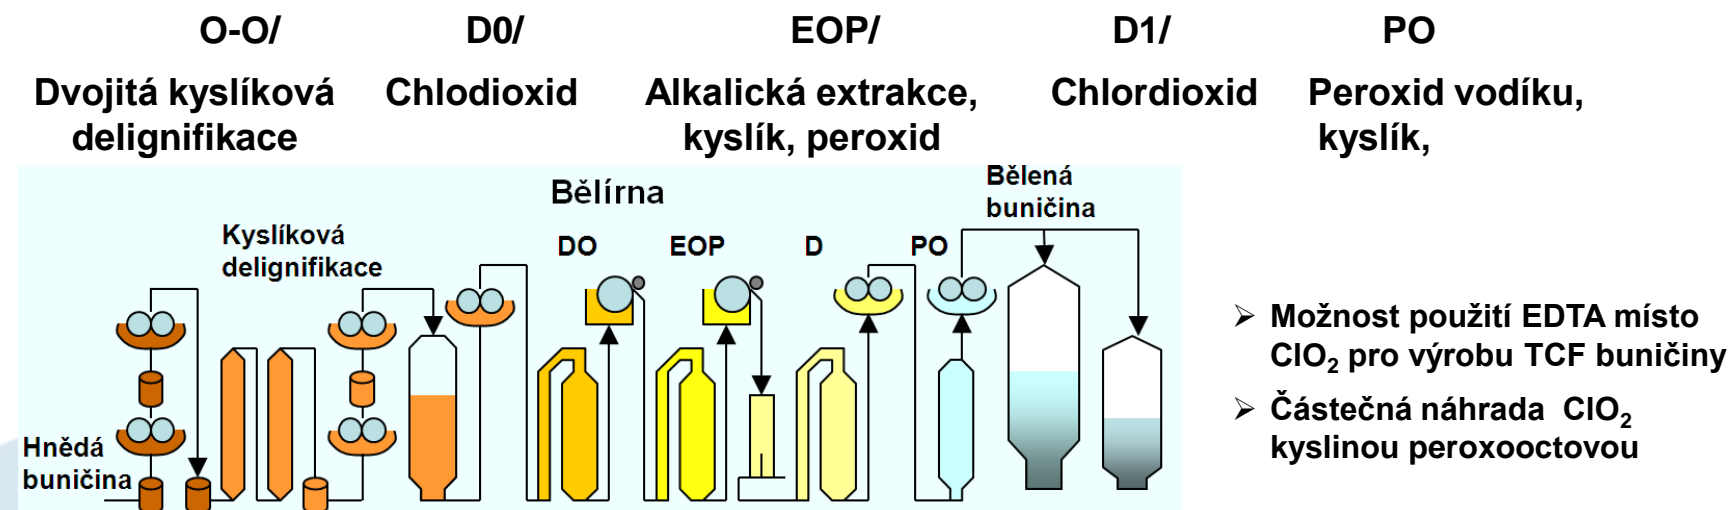 O-O/ D0/ EOP/ D1/ PO
Dvojitá kyslíková Chlodioxid Alkalická extrakce, Chlordioxid Peroxid vodíku,
delignifikace kyslík, peroxid kyslík,
Bělírna
Bělená
buničina
Kyslíková
delignifikace
DO EOP D PO
Hnědá
buničina
➢ Možnost použití EDTA místo
ClO₂ pro výrobu TCF buničiny
➢ Částečná náhrada ClO₂
kyselinou peroxooctovou